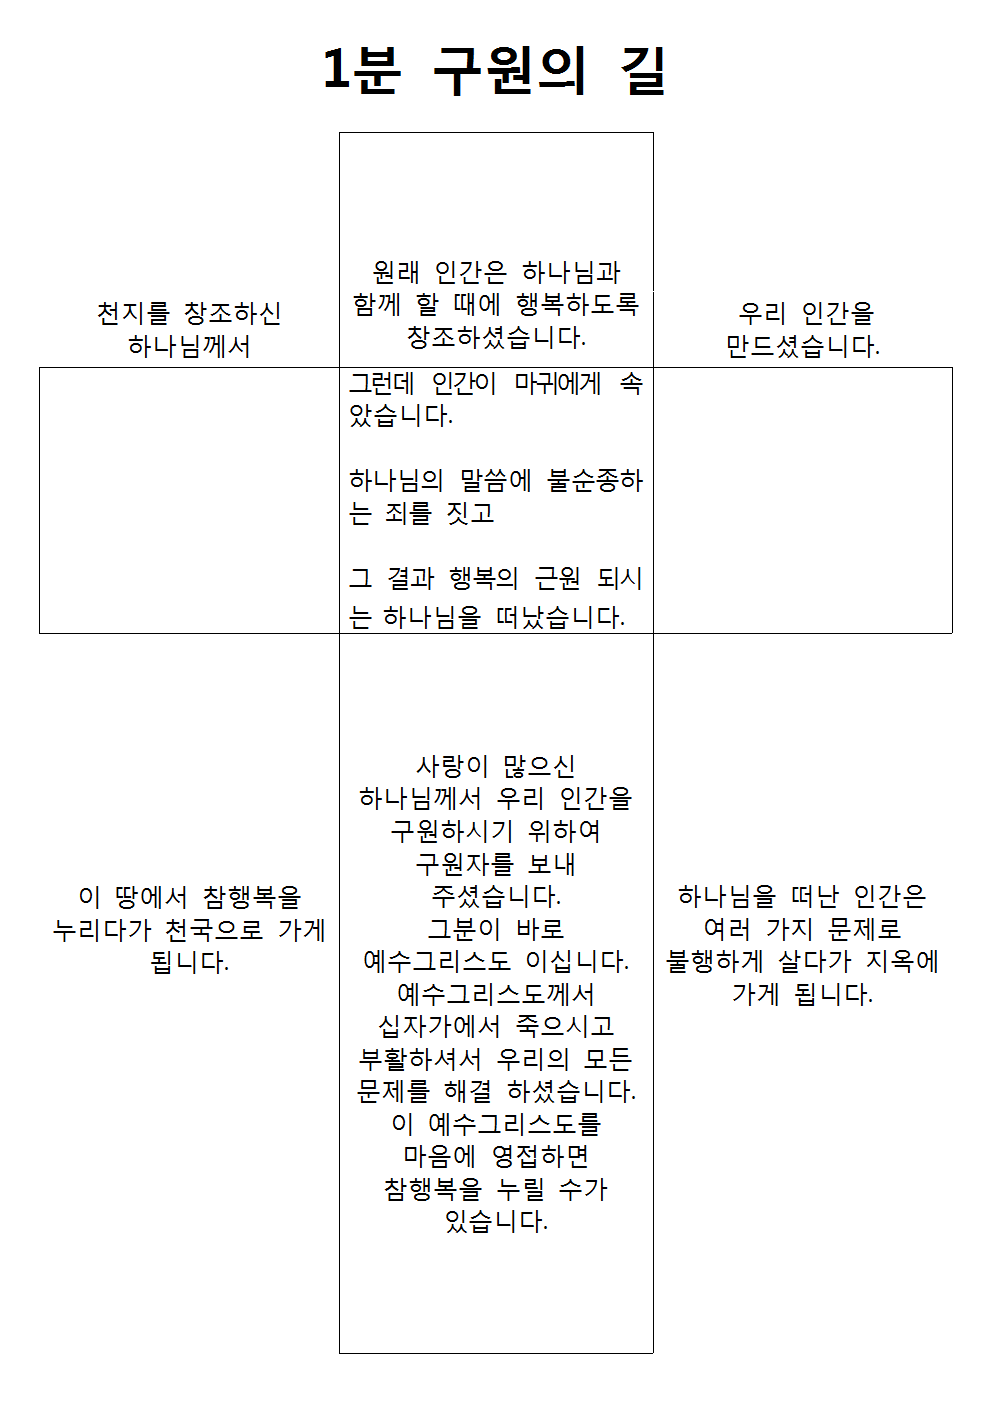 1분 구원의 길
천지를 창조하신
하나님께서
우리 인간을
만드셨습니다.
원래 인간은 하나님과
함께 할 때에 행복하도록
창조하셨습니다.
그런데 인간이 마귀에게 속
았습니다.
하나님의 말씀에 불순종하
는 죄를 짓고
그 결과 행복의 근원 되시
는 하나님을 떠났습니다.
하나님을 떠난 인간은
여러 가지 문제로
불행하게 살다가 지옥에
가게 됩니다.
사랑이 많으신
하나님께서 우리 인간을
구원하시기 위하여
구원자를 보내
주셨습니다.
그분이 바로
예수그리스도 이십니다.
예수그리스도께서
십자가에서 죽으시고
부활하셔서 우리의 모든
문제를 해결 하셨습니다.
이 예수그리스도를
마음에 영접하면
참행복을 누릴 수가
있습니다.
이 땅에서 참행복을
누리다가 천국으로 가게
됩니다.